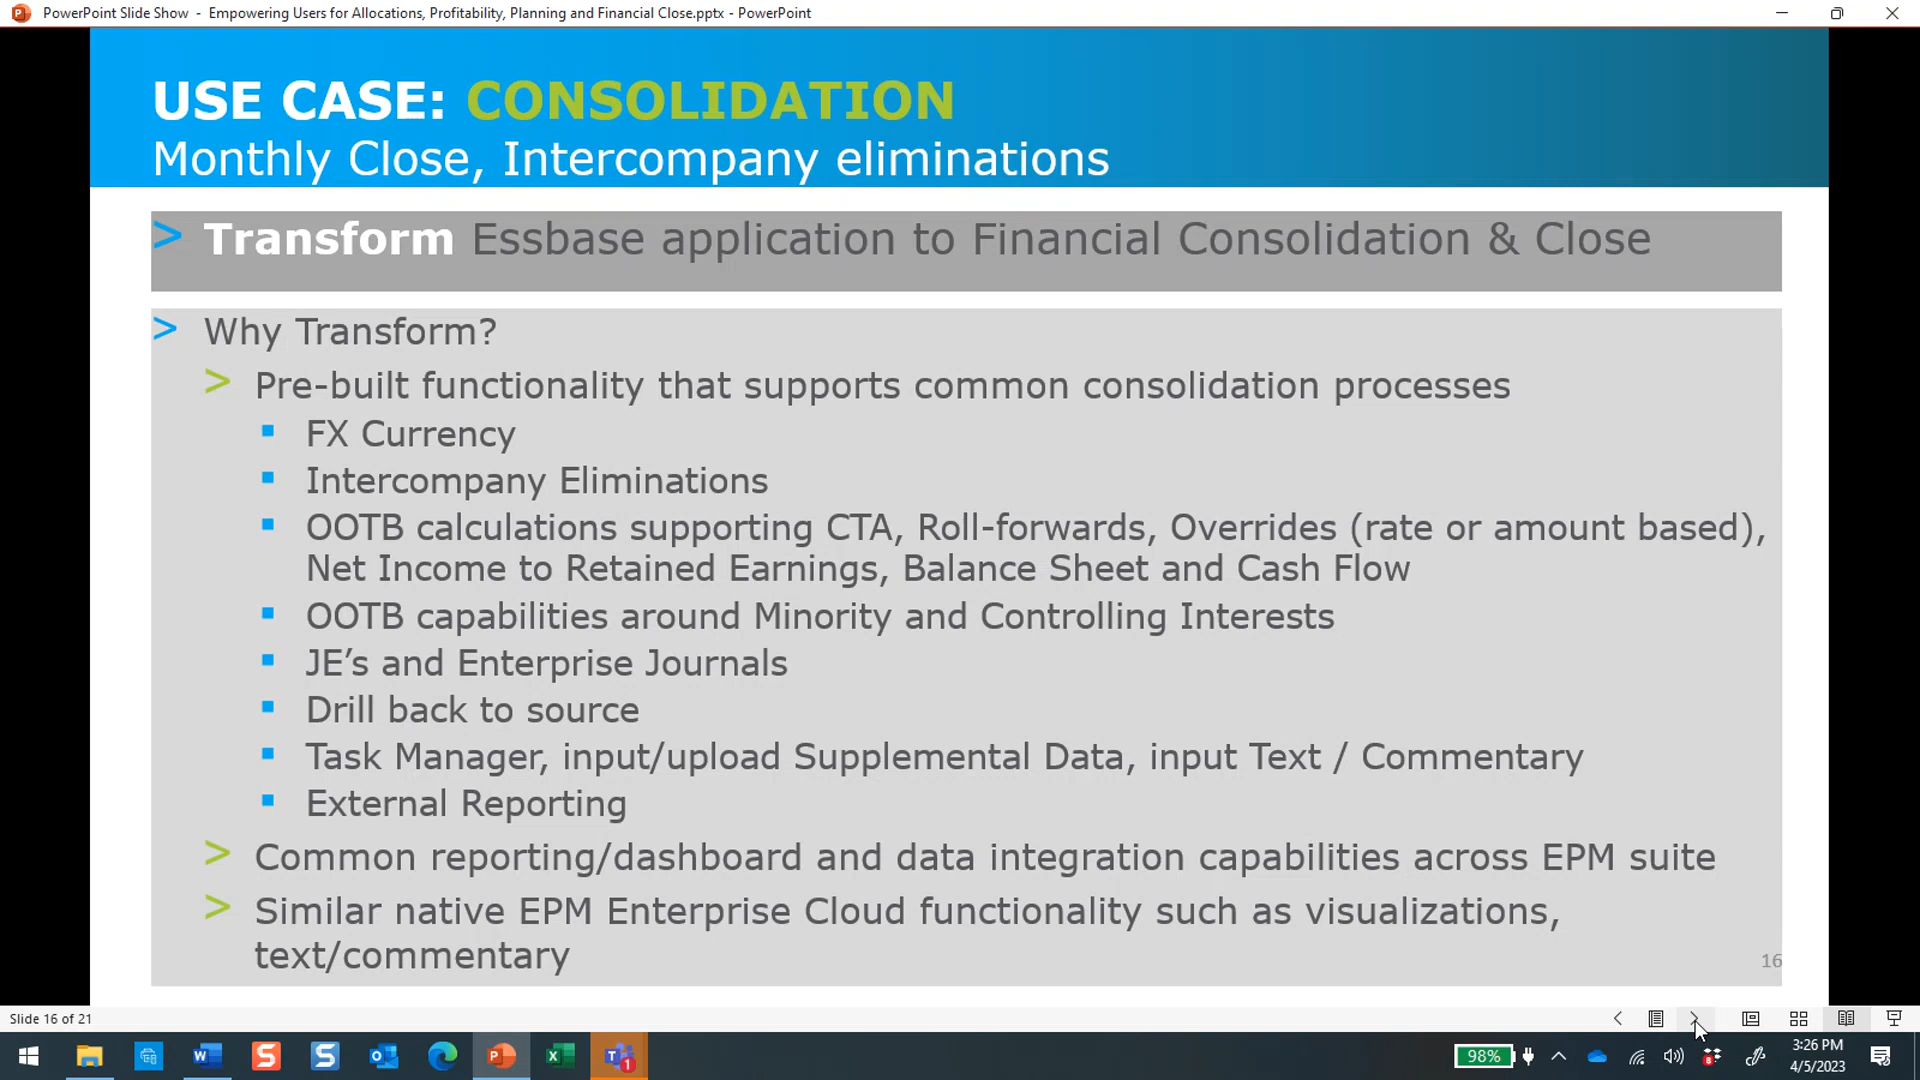 PowerPoint Slide Show - Empowering Users for Allocations, Profitability, Planning and Financial Close.pptx - PowerPoint
USE CASE: CONSOLIDATION
Monthly Close, Intercompany eliminations
> Transform Essbase application to Financial Consolidation & Close
> Why Transform?
> Pre-built functionality that supports common consolidation processes
▪ FX Currency
▪ Intercompany Eliminations
▪ OOTB calculations supporting CTA, Roll-forwards, Overrides (rate or amount based),
Net Income to Retained Earnings, Balance Sheet and Cash Flow
▪ OOTB capabilities around Minority and Controlling Interests
▪ JE’s and Enterprise Journals
▪ Drill back to source
▪ Task Manager, input/upload Supplemental Data, input Text / Commentary
▪ External Reporting
> Common reporting/dashboard and data integration capabilities across EPM suite
> Similar native EPM Enterprise Cloud functionality such as visualizations,
text/commentary
16
Slide 16 of 21
98%
3:26 PM
4/5/2023